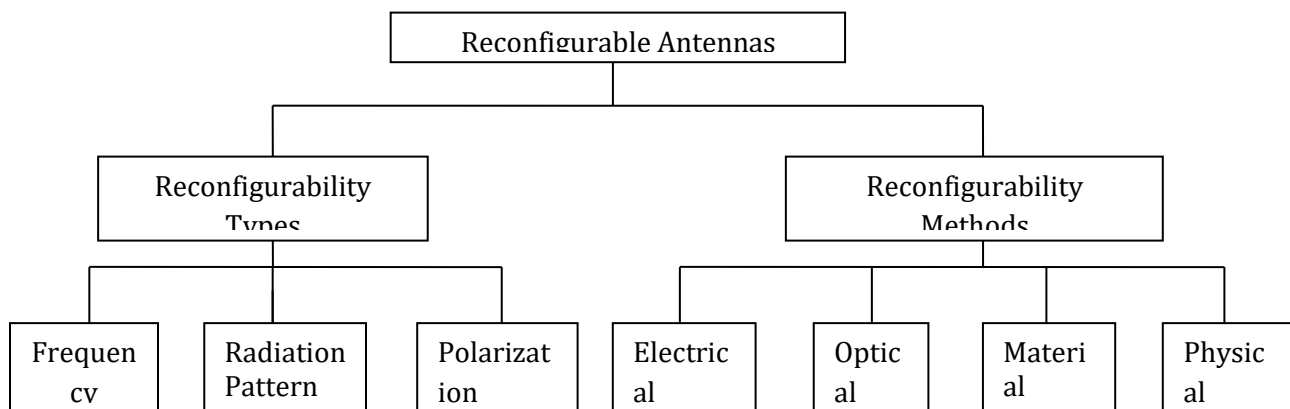 Reconfigurable Antennas
Reconfigurability
Types
Reconfigurability
Methods
Frequen
cy
Radiation
Pattern
Polarizat
ion
Electric
al
Optic
al
Materi
al
Physic
al